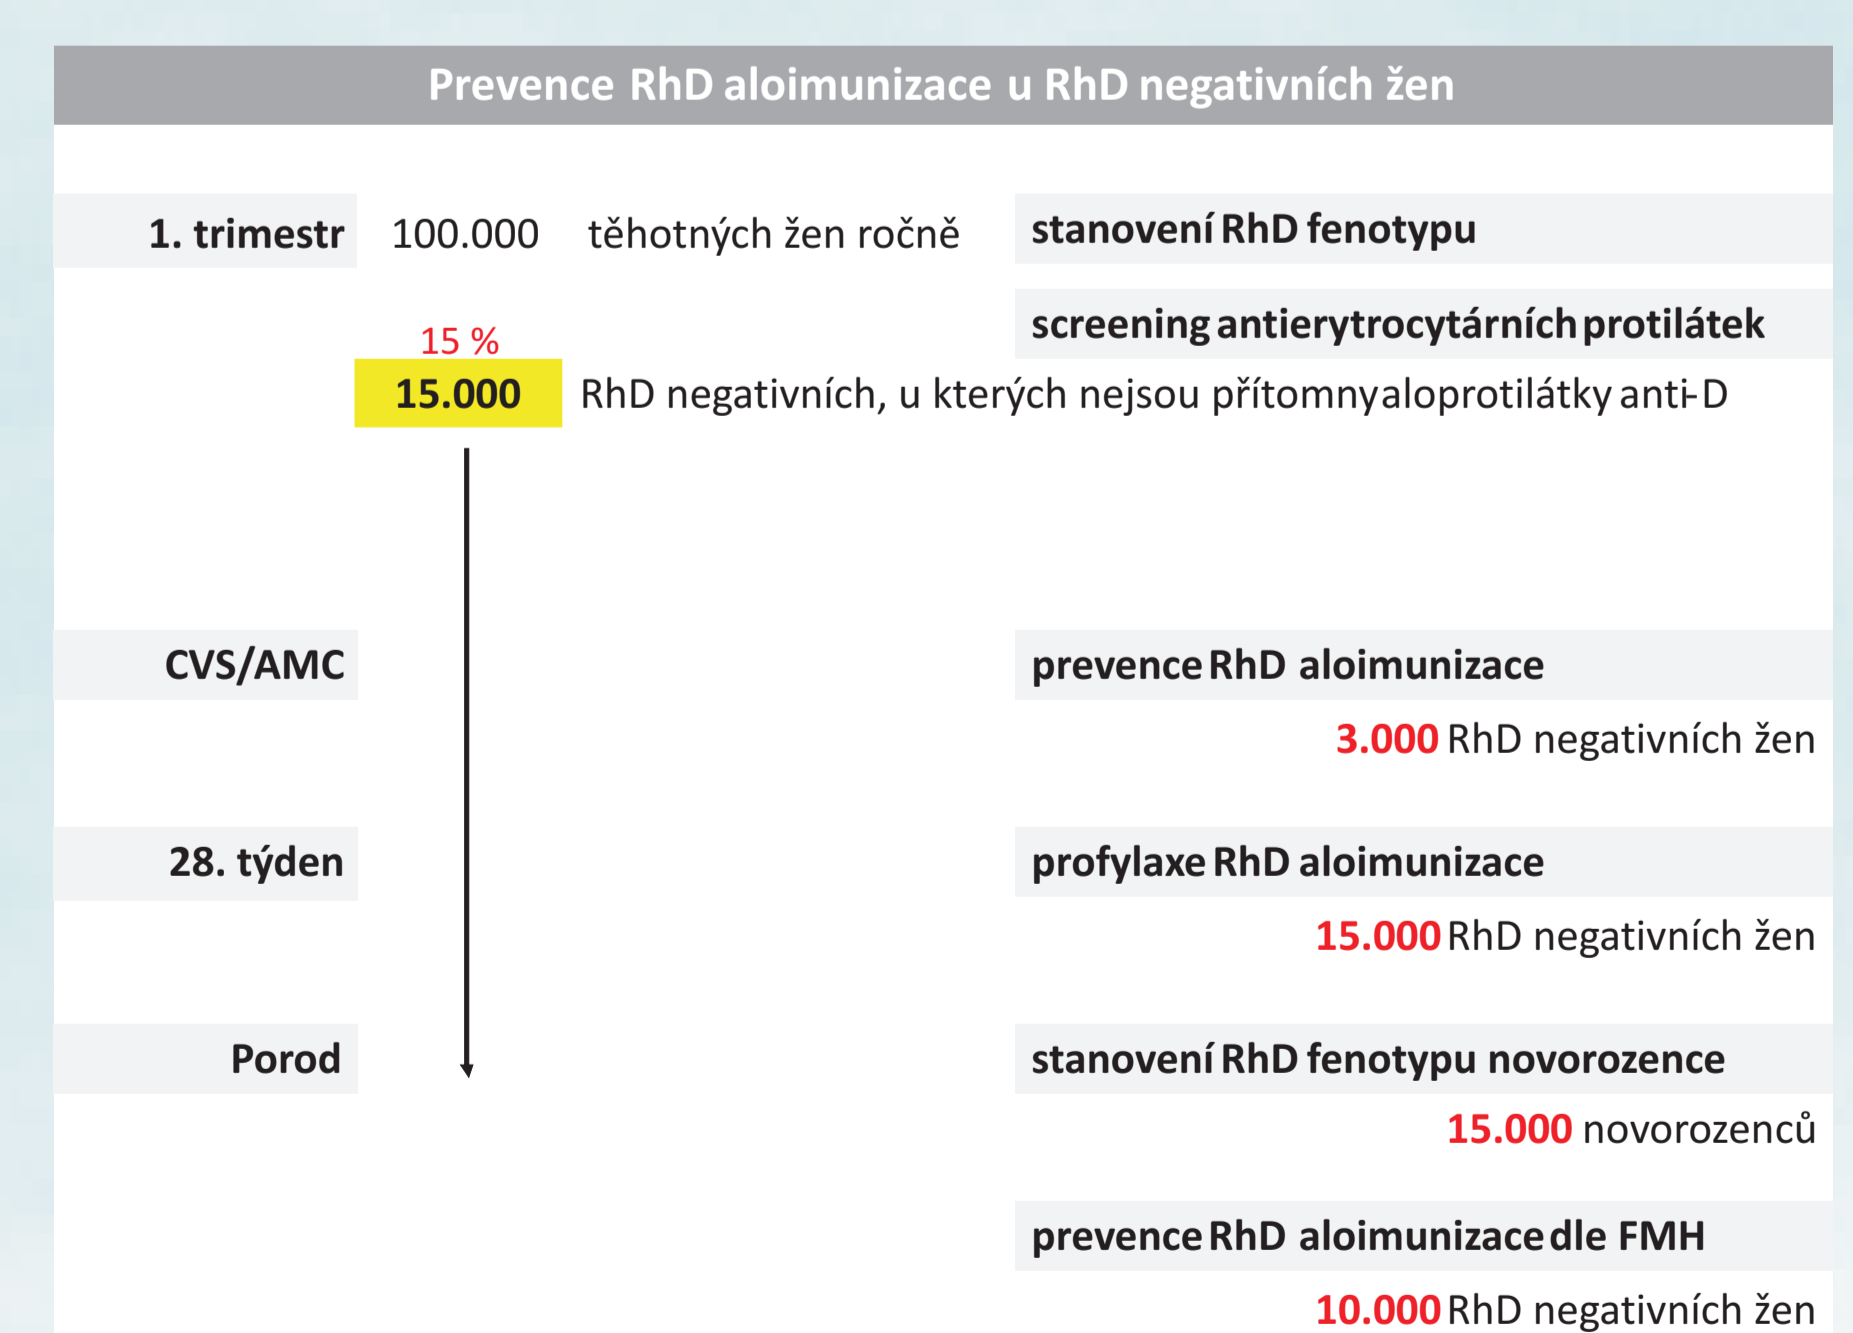 Prevence RhD aloimunizace u RhD negativních žen
1. trimestr 100.000 těhotných žen ročně stanovení RhD fenotypu
screening antierytrocytárních protilátek
15 %
15.000 RhD negativních, u kterých nejsou přítomny aloprotilátky anti-D
CVS/AMC prevence RhD aloimunizace
3.000 RhD negativních žen
28. týden profylaxe RhD aloimunizace
15.000 RhD negativních žen
Porod stanovení RhD fenotypu novorozence
15.000 novorozenců
prevence RhD aloimunizace dle FMH
10.000 RhD negativních žen